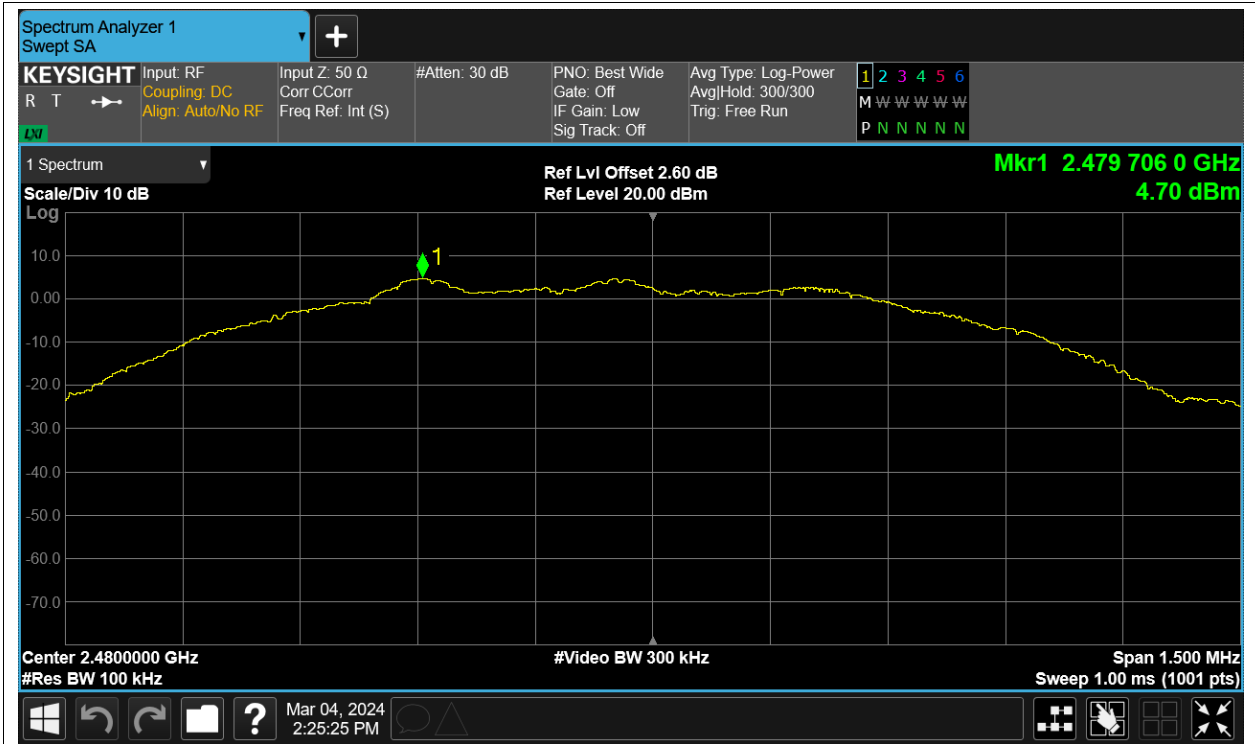 Spectrum Analyzer 1
Swept SA
KEYSIGHT
R T
LXI
Input: RF
Coupling: DC
Align: Auto/No RF
Input Z: 50 Ω
Corr CCorr
Freq Ref: Int (S)
#Atten: 30 dB
PNO: Best Wide
Gate: Off
IF Gain: Low
Sig Track: Off
Avg Type: Log-Power
Avg|Hold: 300/300
Trig: Free Run
1 2 3 4 5 6
M W W W W W
P N N N N N
1 Spectrum
Scale/Div 10 dB
Log
Ref Lvl Offset 2.60 dB
Ref Level 20.00 dBm
Mkr1 2.479 706 0 GHz
4.70 dBm
1
10.0
0.00
-10.0
-20.0
-30.0
-40.0
-50.0
-60.0
-70.0
Center 2.4800000 GHz
#Video BW 300 kHz
Span 1.500 MHz
#Res BW 100 kHz
Sweep 1.00 ms (1001 pts)
?
Mar 04, 2024
2:25:25 PM